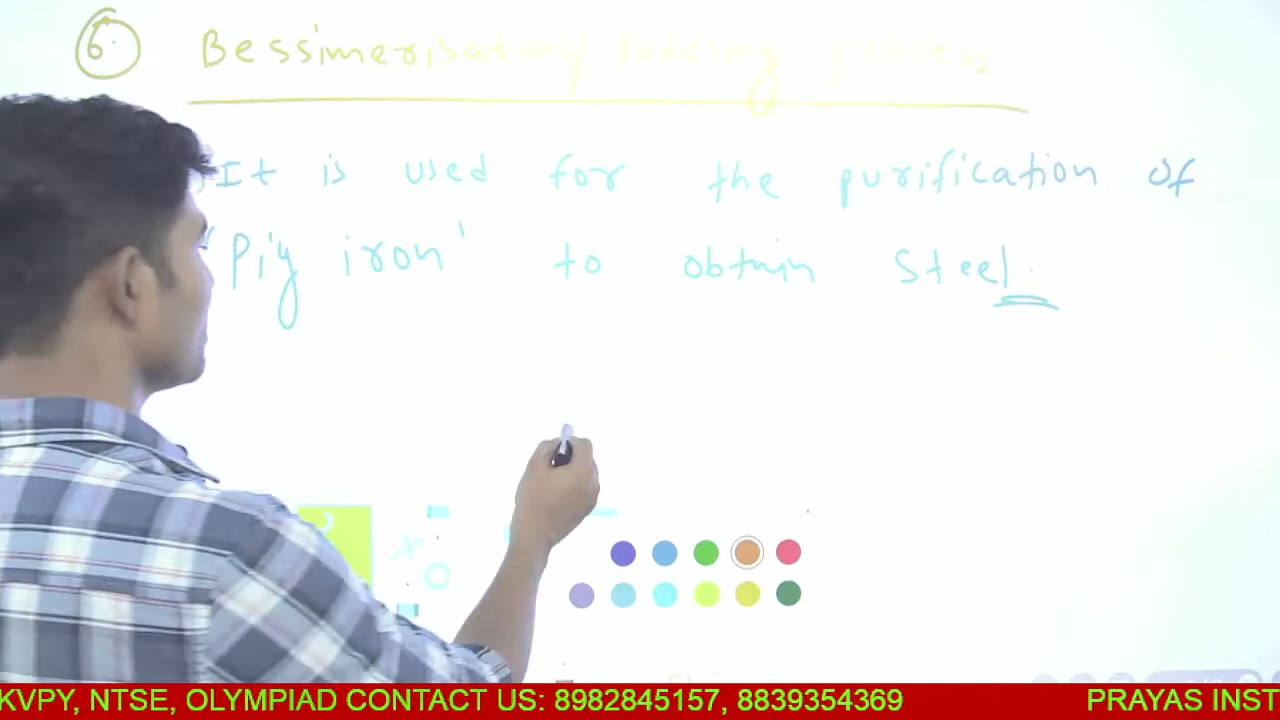 6. Bessimerisation/
It is used for the purification of
'Pig iron' to obtain steel
KVPY, NTSE, OLYMPIAD CONTACT US: 8982845157, 8839354369 PRAYAS INST